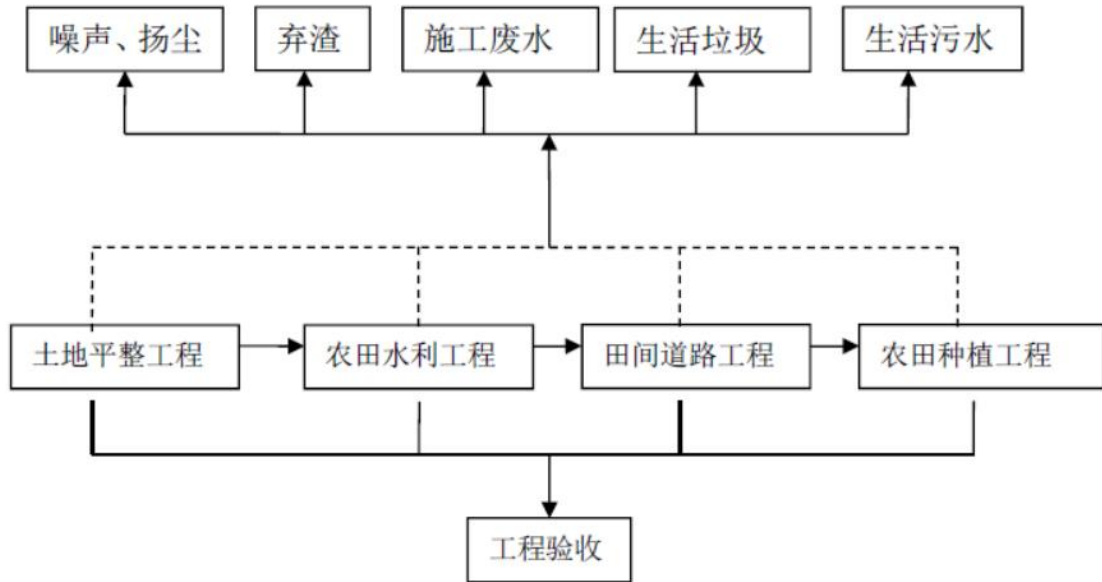 噪声、扬尘
弃渣
施工废水
生活垃圾
生活污水
土地平整工程
农田水利工程
田间道路工程
农田种植工程
工程验收